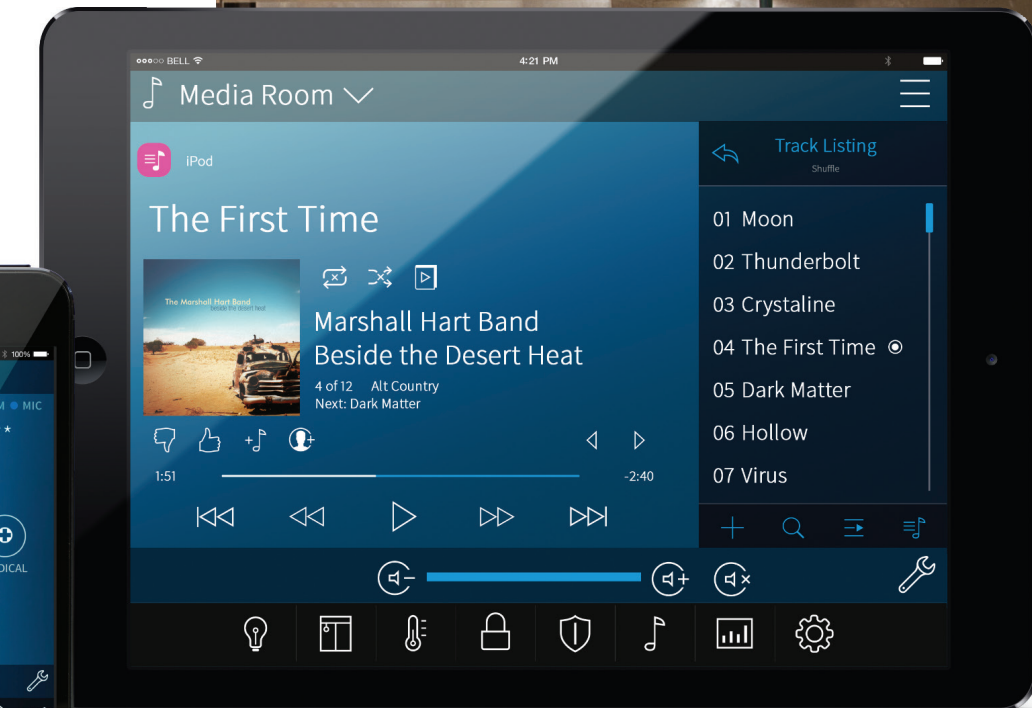 BELL
4:21 PM
Media Room
iPod
The First Time
The Marshall Hart Band
beside the desert heat
Marshall Hart Band
Beside the Desert Heat
4 of 12 Alt Country
Next: Dark Matter
1:51
-2:40
Track Listing
Shuffle
01 Moon
02 Thunderbolt
03 Crystaline
04 The First Time
05 Dark Matter
06 Hollow
07 Virus
100%
MIC